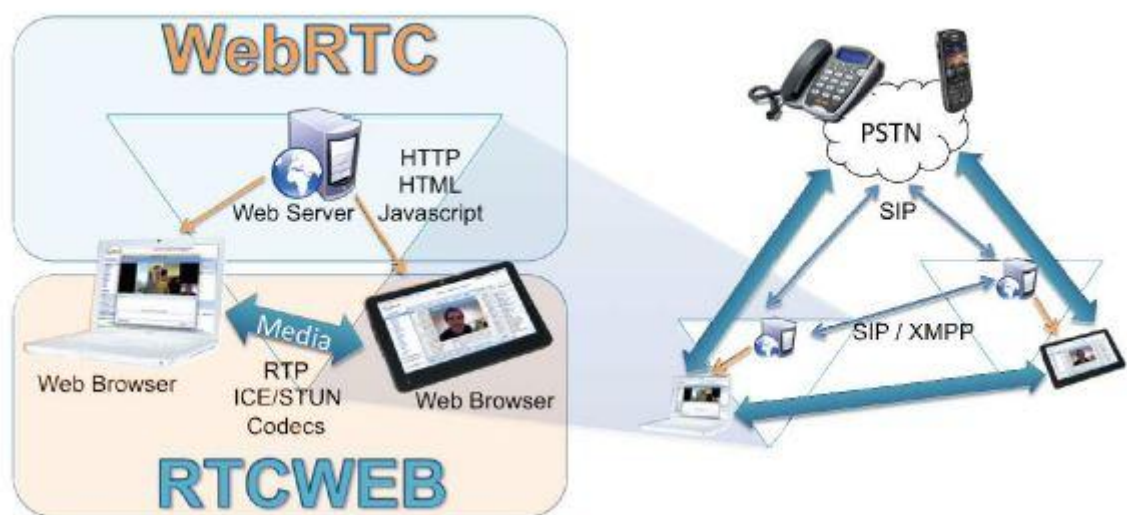 WebRTC
HTTP
HTML
Web Server Javascript
Media
Web Browser
RTP
ICE/STUN
Web Browser
Codecs
RTCWEB
PSTN
SIP
SIP / XMPP